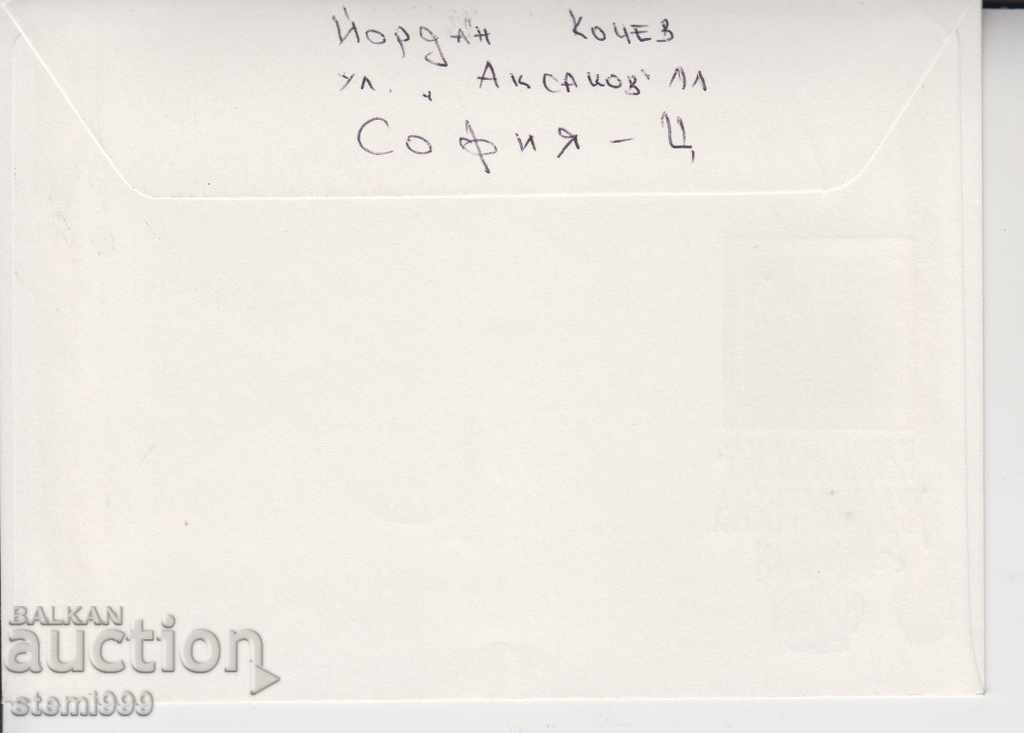 Йордан Кочев
ул. „Аксаков" 11
София - Ц
BALKAN
auction
stemi999